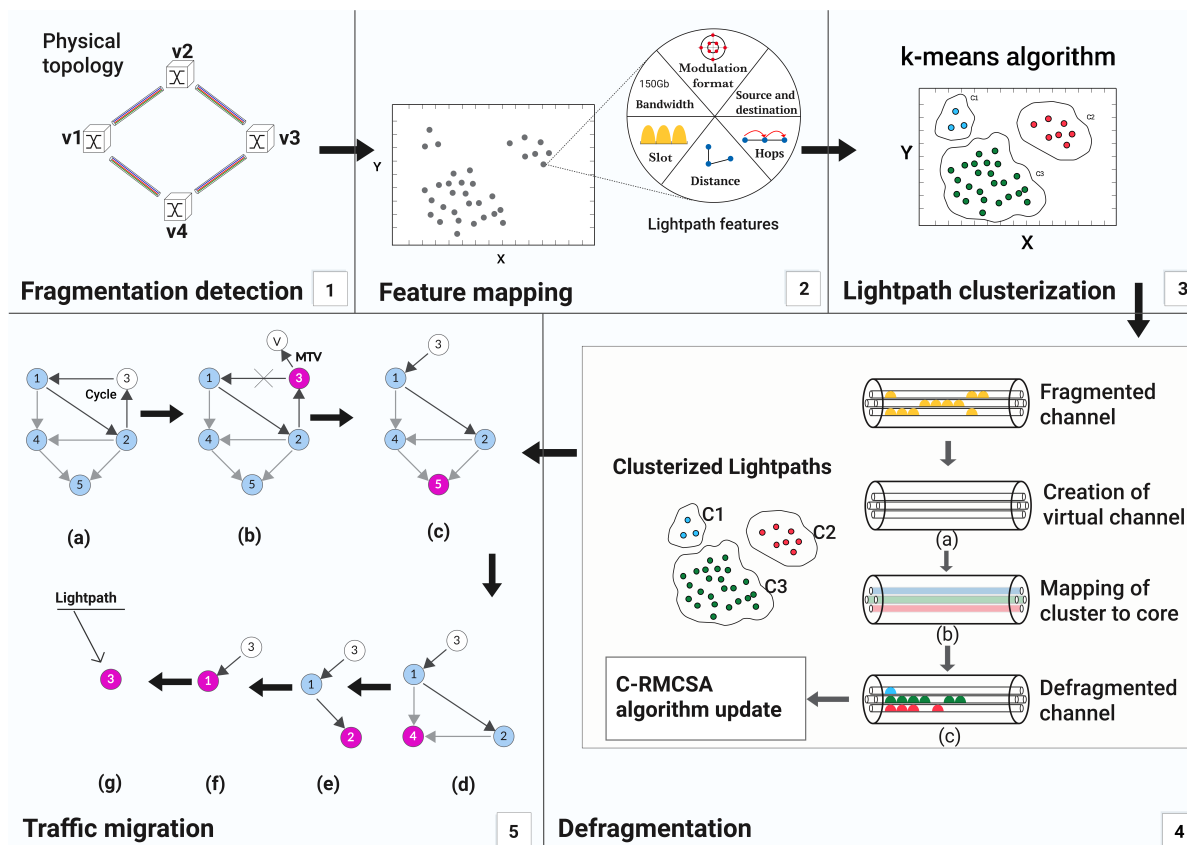 Physical
topology
v2
v1
v3
v4
Fragmentation detection
1
Y
X
Modulation
format
150Gb
Bandwidth
Source and
destination
Slot
Hops
Distance
Lightpath features
Feature mapping
2
k-means algorithm
C1
C2
C3
Y
X
Lightpath clusterization
3
1
3
Cycle
4
2
5
(a)
V
MTV
1
3
4
2
5
(b)
3
1
4
2
5
(c)
Lightpath
3
(g)
3
1
(f)
3
1
2
(e)
3
1
4
2
(d)
Traffic migration
5
Clusterized Lightpaths
C1
C2
C3
Fragmented
channel
Creation of
virtual channel
(a)
Mapping of
cluster to core
(b)
Defragmented
channel
(c)
C-RMCSA
algorithm update
Defragmentation
4